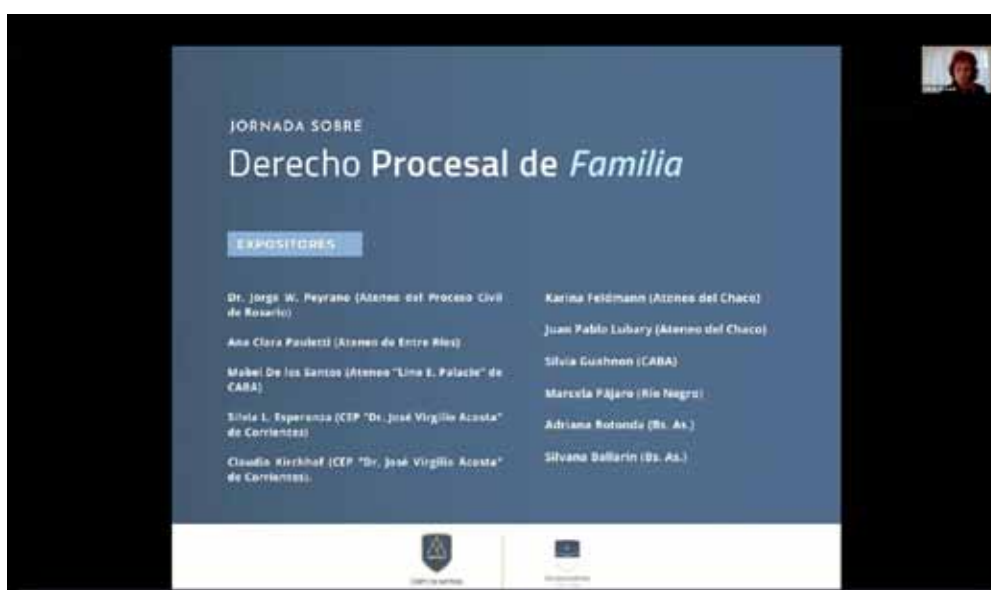 JORNADA SOBRE
Derecho Procesal de Familia
EXPOSITORES
Dr. Jorge W. Peyrano (Ateneo del Proceso Civil
de Rosario)
Ana Clara Pauletti (Ateneo de Entre Ríos)
Mabel De los Santos (Ateneo "Lino E. Palacio" de
CABA)
Silvia L. Esperanza (CEP "Dr. José Virgilio Acosta"
de Corrientes)
Claudio Kirchhof (CEP "Dr. José Virgilio Acosta"
de Corrientes).
Karina Feldmann (Ateneo del Chaco)
Juan Pablo Lubary (Ateneo del Chaco)
Silvia Guahnon (CABA)
Marcela Pájaro (Río Negro)
Adriana Rotonda (Bs. As.)
Silvana Ballarin (Bs. As.)